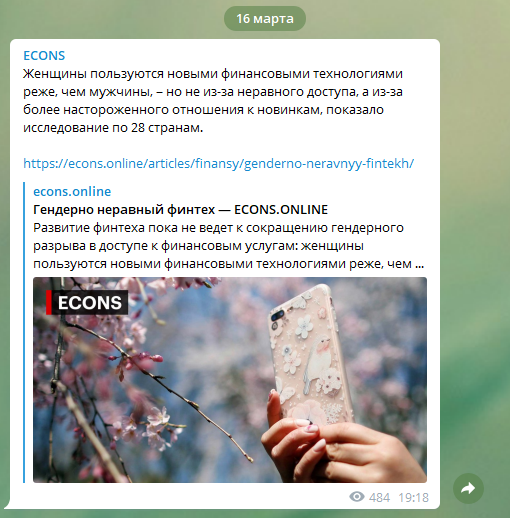 16 марта
ECONS
Женщины пользуются новыми финансовыми технологиями
реже, чем мужчины, – но не из-за неравного доступа, а из-за
более настороженного отношения к новинкам, показало
исследование по 28 странам.
https://econs.online/articles/finansy/genderno-neravnyy-fintekh/
econs.online
Гендерно неравный финтех — ECONS.ONLINE
Развитие финтеха пока не ведет к сокращению гендерного
разрыва в доступе к финансовым услугам: женщины
пользуются новыми финансовыми технологиями реже, чем ...
ECONS
484 19:18